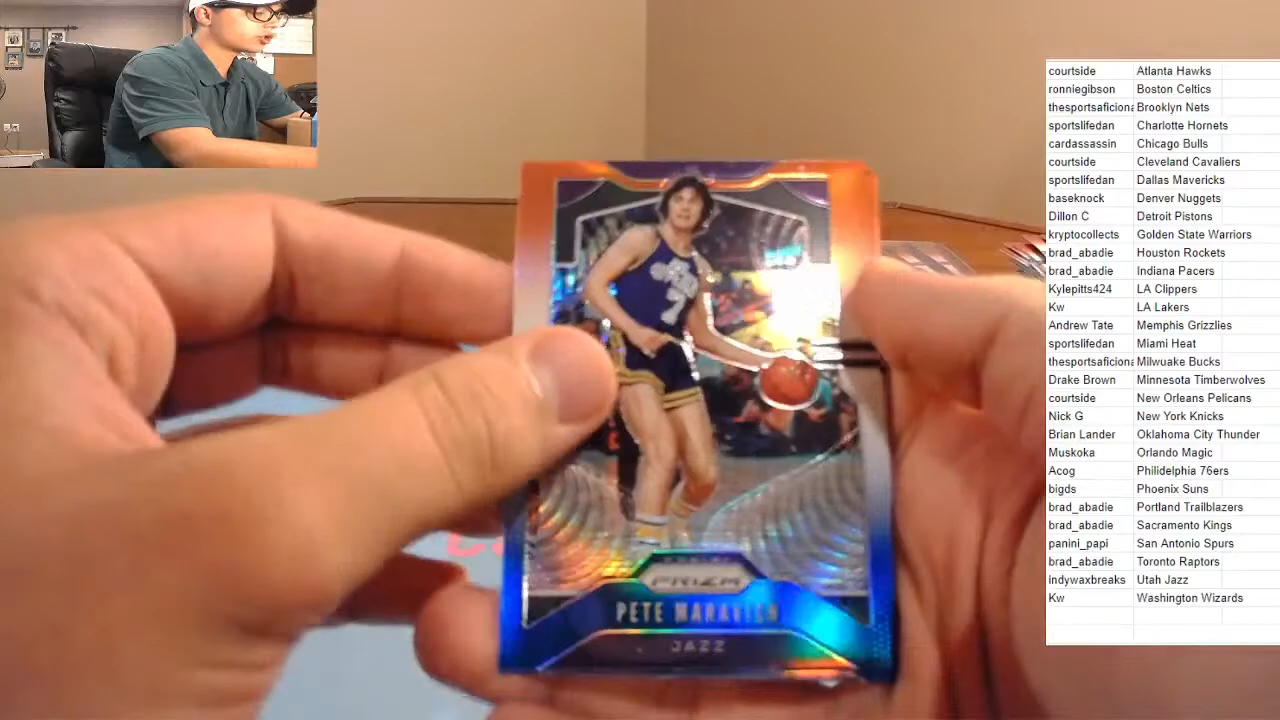 courtside Atlanta Hawks
ronniegibson Boston Celtics
thesportsaficiona Brooklyn Nets
sportslifedan Charlotte Hornets
cardassassin Chicago Bulls
courtside Cleveland Cavaliers
sportslifedan Dallas Mavericks
baseknock Denver Nuggets
Dillon C Detroit Pistons
kryptocollects Golden State Warriors
brad_abadie Houston Rockets
brad_abadie Indiana Pacers
Kylepitts424 LA Clippers
Kw LA Lakers
Andrew Tate Memphis Grizzlies
sportslifedan Miami Heat
thesportsaficiona Milwuake Bucks
Drake Brown Minnesota Timberwolves
courtside New Orleans Pelicans
Nick G New York Knicks
Brian Lander Oklahoma City Thunder
Muskoka Orlando Magic
Acog Philidelphia 76ers
bigds Phoenix Suns
brad_abadie Portland Trailblazers
brad_abadie Sacramento Kings
panini_papi San Antonio Spurs
brad_abadie Toronto Raptors
indywaxbreaks Utah Jazz
Kw Washington Wizards
7
PRIZM
PETE MARAVICH
JAZZ